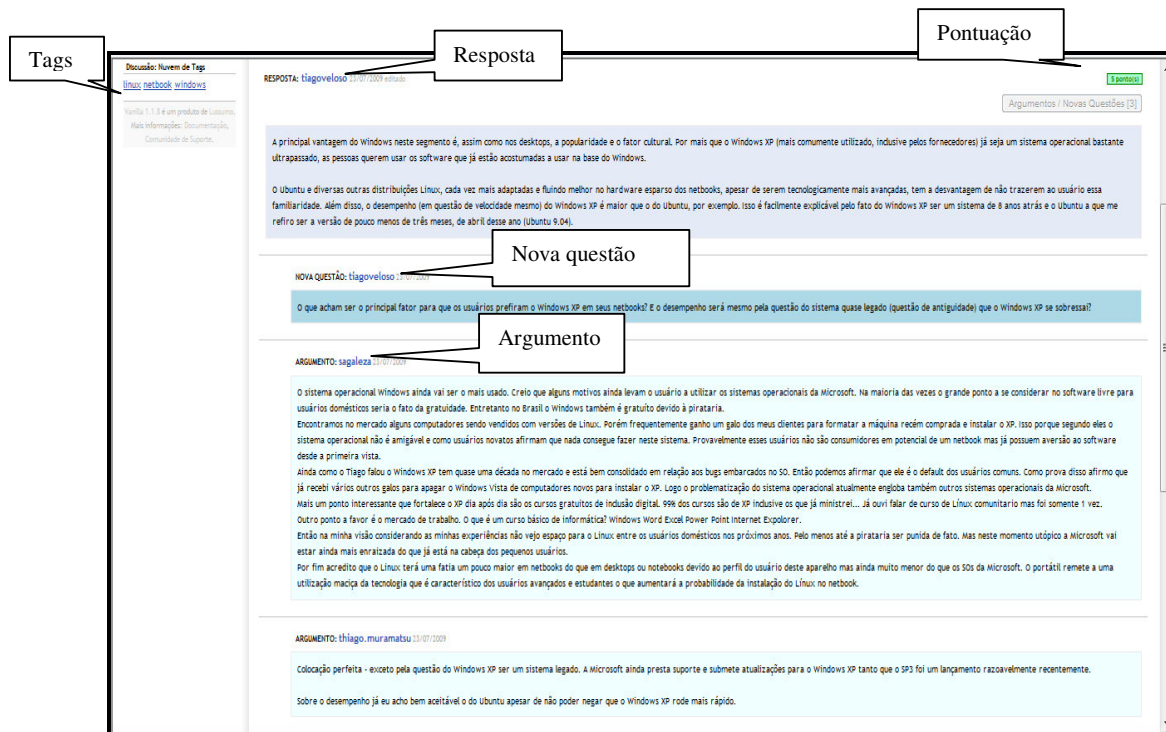 Tags
Resposta
Pontuação
Discussão: Nuvem de Tags
linux netbook windows
Vanilla 1.1.5 é um produto de Lussumo.
Mais informações: Documentação,
Comunidade de Suporte.
RESPOSTA: tiagoveloso 23/07/2009 editado
5 ponto(s)
Argumentos / Novas Questões [3]
A principal vantagem do Windows neste segmento é, assim como nos desktops, a popularidade e o fator cultural. Por mais que o Windows XP (mais comumente utilizado, inclusive pelos fornecedores) já seja um sistema operacional bastante
ultrapassado, as pessoas querem usar os software que já estão acostumadas a usar na base do Windows.
O Ubuntu e diversas outras distribuições Linux, cada vez mais adaptadas e fluindo melhor no hardware esparso dos netbooks, apesar de serem tecnologicamente mais avançadas, tem a desvantagem de não trazerem ao usuário essa
familiaridade. Além disso, o desempenho (em questão de velocidade mesmo) do Windows XP é maior que o do Ubuntu, por exemplo. Isso é facilmente explicável pelo fato do Windows XP ser um sistema de 8 anos atrás e o Ubuntu a que me
refiro ser a versão de pouco menos de três meses, de abril desse ano (Ubuntu 9.04).
Nova questão
NOVA QUESTÃO: tiagoveloso 23/07/2009
O que acham ser o principal fator para que os usuários prefiram o Windows XP em seus netbooks? E o desempenho será mesmo pela questão do sistema quase legado (questão de antiguidade) que o Windows XP se sobressai?
Argumento
ARGUMENTO: sagaleza 23/07/2009
O sistema operacional Windows ainda vai ser o mais usado. Creio que alguns motivos ainda levam o usuário a utilizar os sistemas operacionais da Microsoft. Na maioria das vezes o grande ponto a se considerar no software livre para
usuários domésticos seria o fato da gratuidade. Entretanto no Brasil o Windows também é gratuíto devido à pirataria.
Encontramos no mercado alguns computadores sendo vendidos com versões de Linux. Porém frequentemente ganho um galo dos meus clientes para formatar a máquina recém comprada e instalar o XP. Isso porque segundo eles o
sistema operacional não é amigável e como usuários novatos afirmam que nada consegue fazer neste sistema. Provavelmente esses usuários não são consumidores em potencial de um netbook mas já possuem aversão ao software
desde a primeira vista.
Ainda como o Tiago falou o Windows XP tem quase uma década no mercado e está bem consolidado em relação aos bugs embarcados no SO. Então podemos afirmar que ele é o default dos usuários comuns. Como prova disso afirmo que
já recebi vários outros galos para apagar o Windows Vista de computadores novos para instalar o XP. Logo o problematização do sistema operacional atualmente engloba também outros sistemas operacionais da Microsoft.
Mais um ponto interessante que fortalece o XP dia após dia são os cursos gratuitos de inclusão digital. 99% dos cursos são de XP inclusive os que já ministrei... Já ouvi falar de curso de Línux comunitario mas foi somente 1 vez.
Outro ponto a favor é o mercado de trabalho. O que é um curso básico de informática? Windows Word Excel Power Point Internet Expolorer.
Então na minha visão considerando as minhas experiências não vejo espaço para o Linux entre os usuários domésticos nos próximos anos. Pelo menos até a pirataria ser punida de fato. Mas neste momento utópico a Microsoft vai
estar ainda mais enraizada do que já está na cabeça dos pequenos usuários.
Por fim acredito que o Linux terá uma fatia um pouco maior em netbooks do que em desktops ou notebooks devido ao perfil do usuário deste aparelho mas ainda muito menor do que os SOs da Microsoft. O portátil remete a uma
utilização maciça da tecnologia que é característico dos usuários avançados e estudantes o que aumentará a probabilidade da instalação do Línux no netbook.
ARGUMENTO: thiago.muramatsu 23/07/2009
Colocação perfeita - exceto pela questão do Windows XP ser um sistema legado. A Microsoft ainda presta suporte e submete atualizações para o Windows XP tanto que o SP3 foi um lançamento razoavelmente recentemente.
Sobre o desempenho já eu acho bem aceitável o do Ubuntu apesar de não poder negar que o Windows XP rode mais rápido.